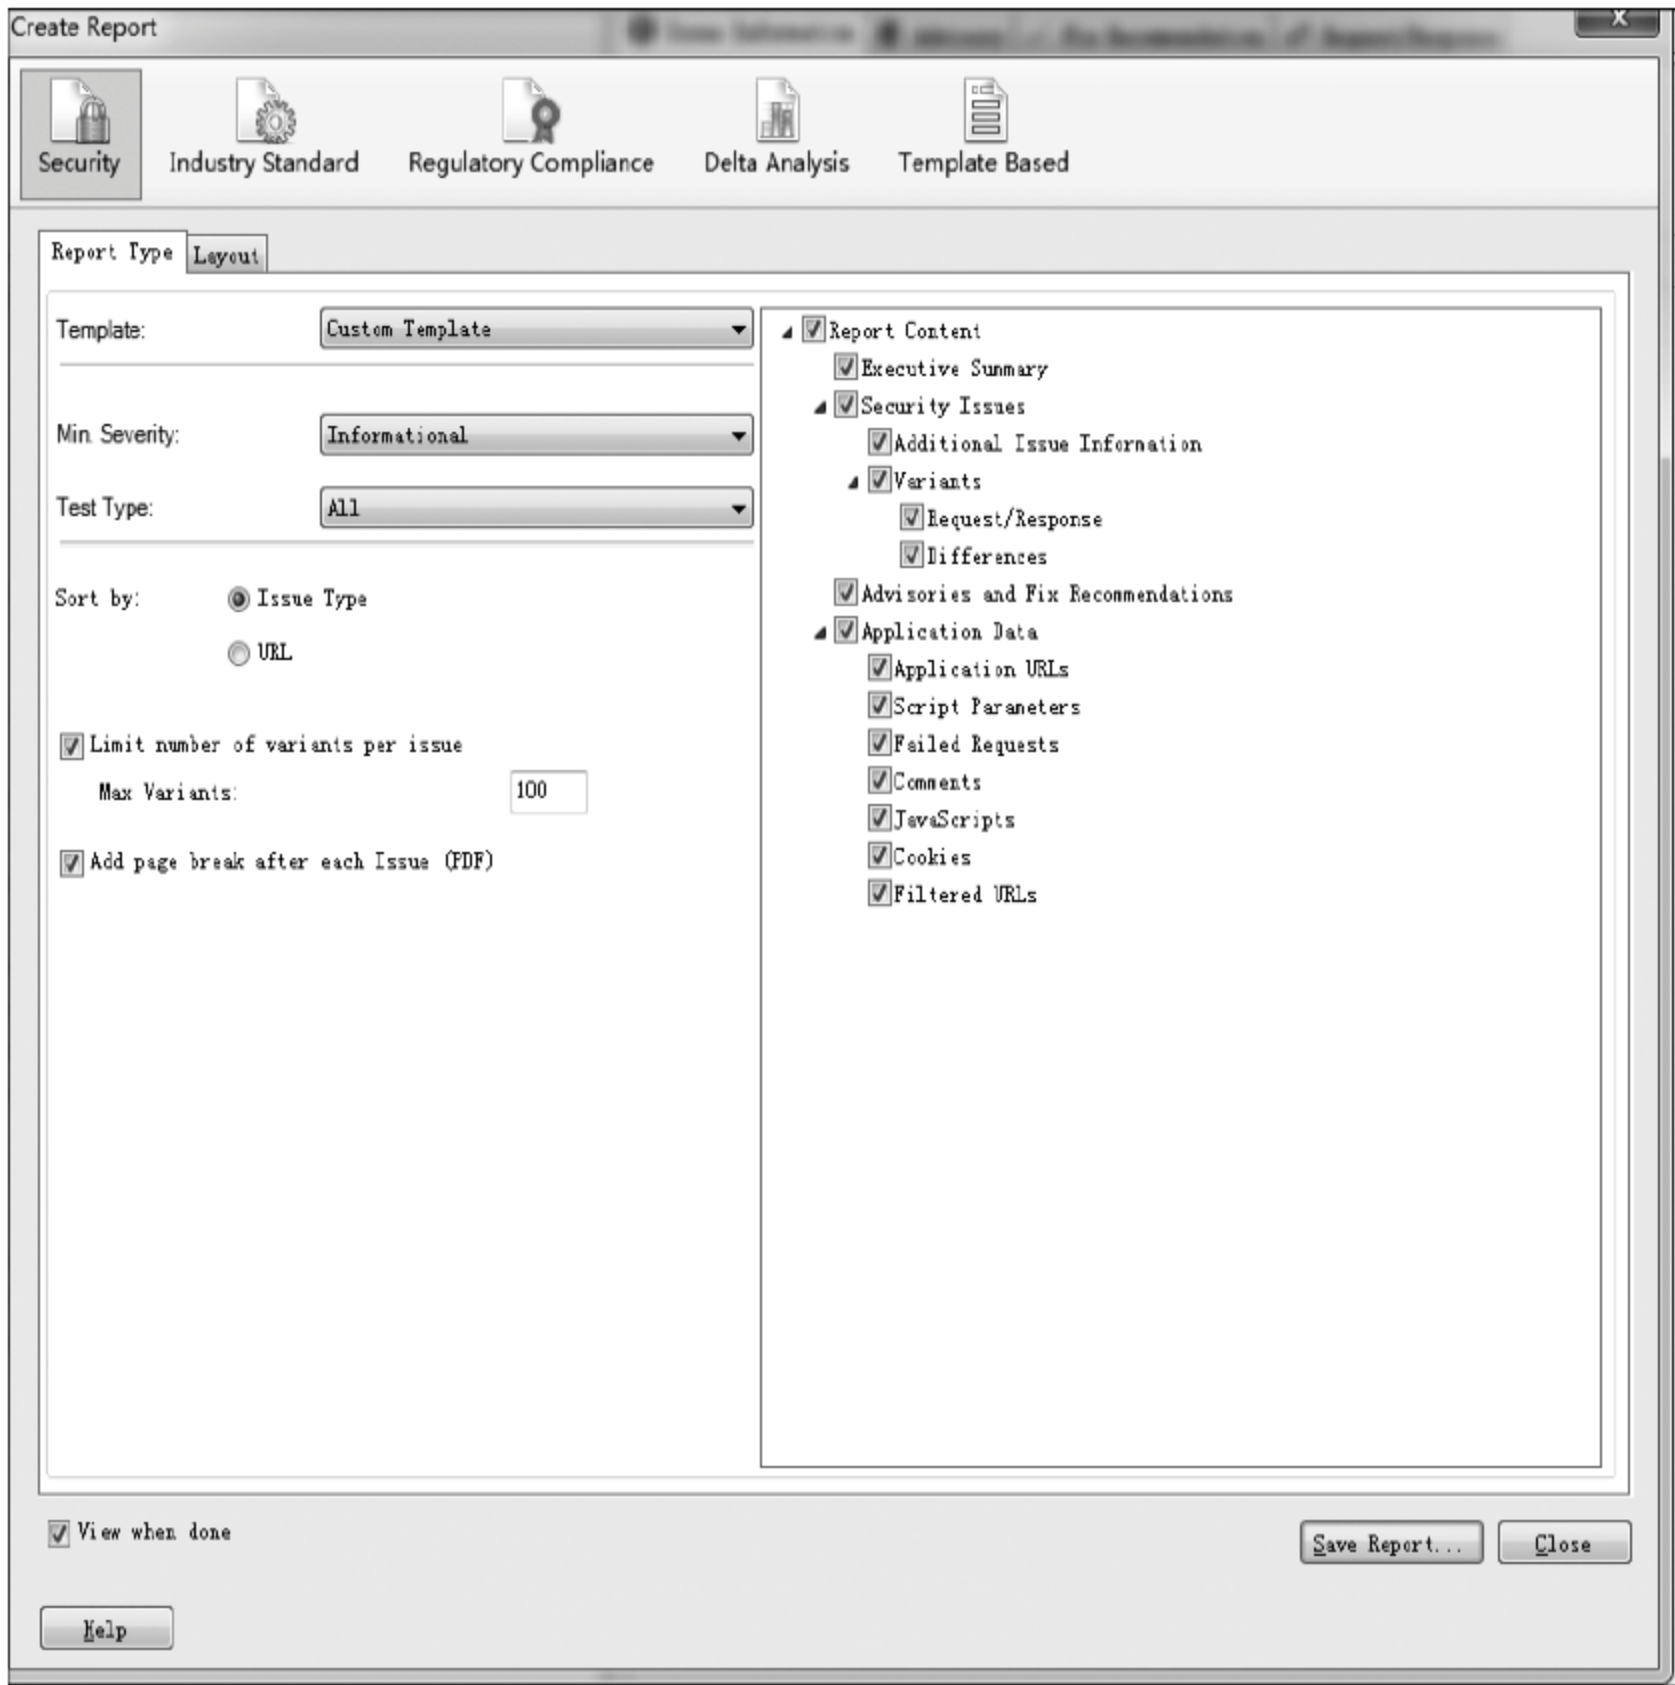 Create Report
X
Security
Industry Standard
Regulatory Compliance
Delta Analysis
Template Based
Report Type
Layout
Template:
Custom Template
Min. Severity:
Informational
Test Type:
All
Sort by:
Issue Type
URL
Limit number of variants per issue
Max Variants:
100
Add page break after each Issue (PDF)
Report Content
Executive Summary
Security Issues
Additional Issue Information
Variants
Request/Response
Differences
Advisories and Fix Recommendations
Application Data
Application URLs
Script Parameters
Failed Requests
Comments
JavaScripts
Cookies
Filtered URLs
View when done
Save Report...
Close
Help